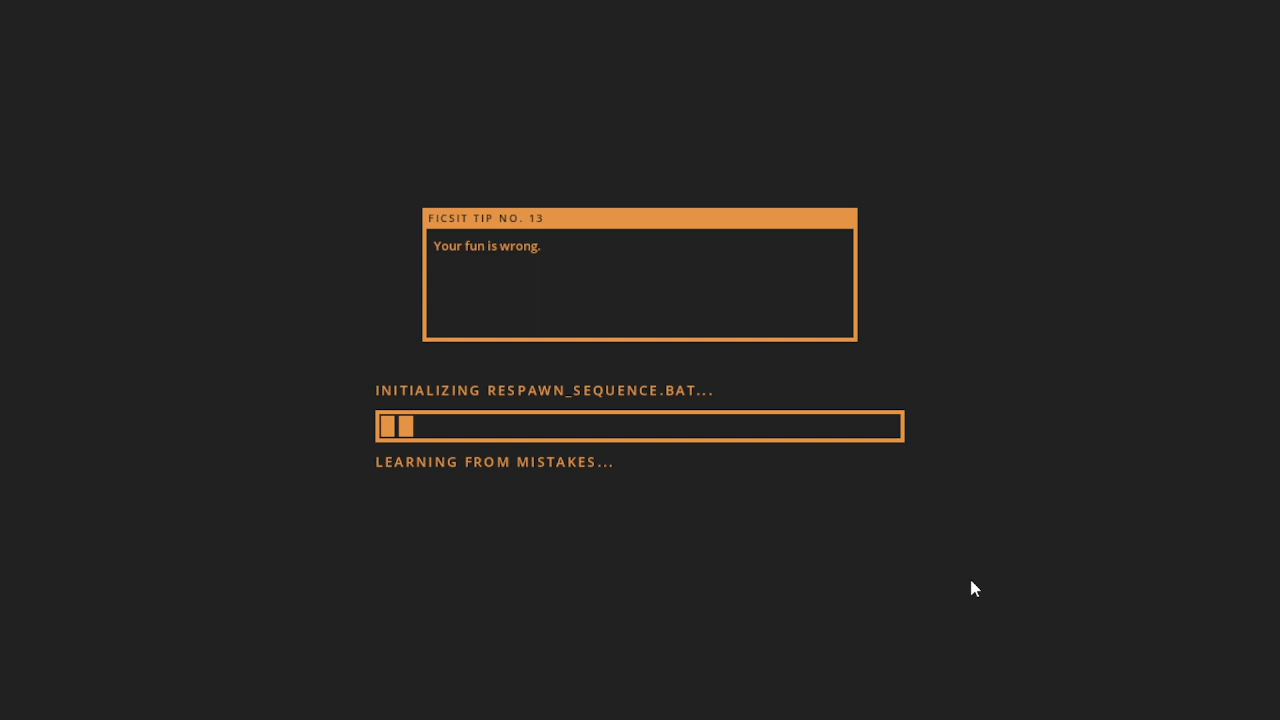 FICSIT TIP NO. 13
Your fun is wrong.
INITIALIZING RESPAWN_SEQUENCE.BAT...
LEARNING FROM MISTAKES...